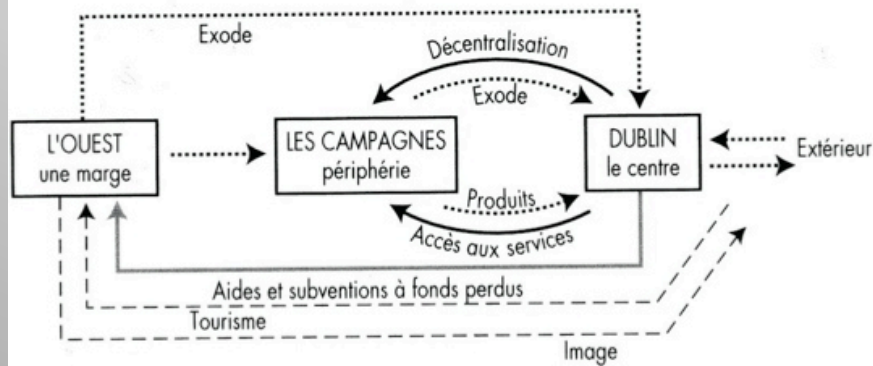 Exode
Décentralisation
Exode
L'OUEST
une marge
LES CAMPAGNES
périphérie
DUBLIN
le centre
Extérieur
Produits
Accès aux services
Aides et subventions à fonds perdus
Tourisme
Image